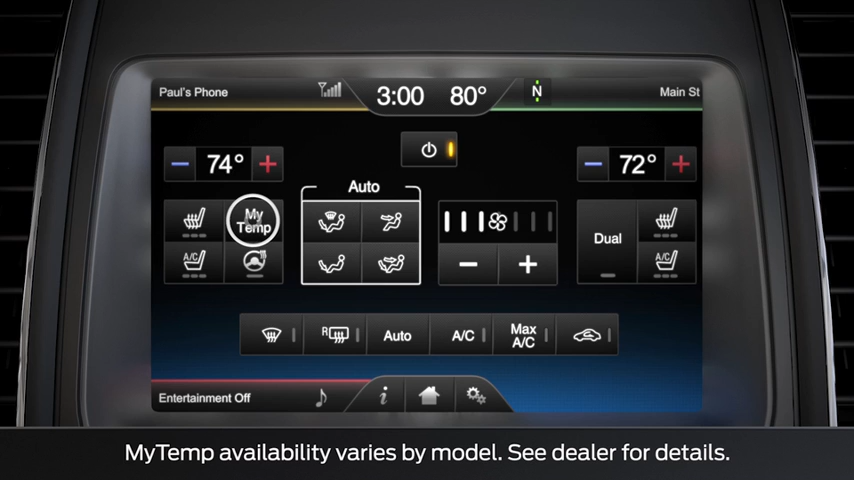 Paul's Phone
3:00 80°
N
Main St
74°
72°
Auto
My
Temp
Dual
A/C
A/C
R
Auto
A/C
Max
A/C
Entertainment Off
i
MyTemp availability varies by model. See dealer for details.